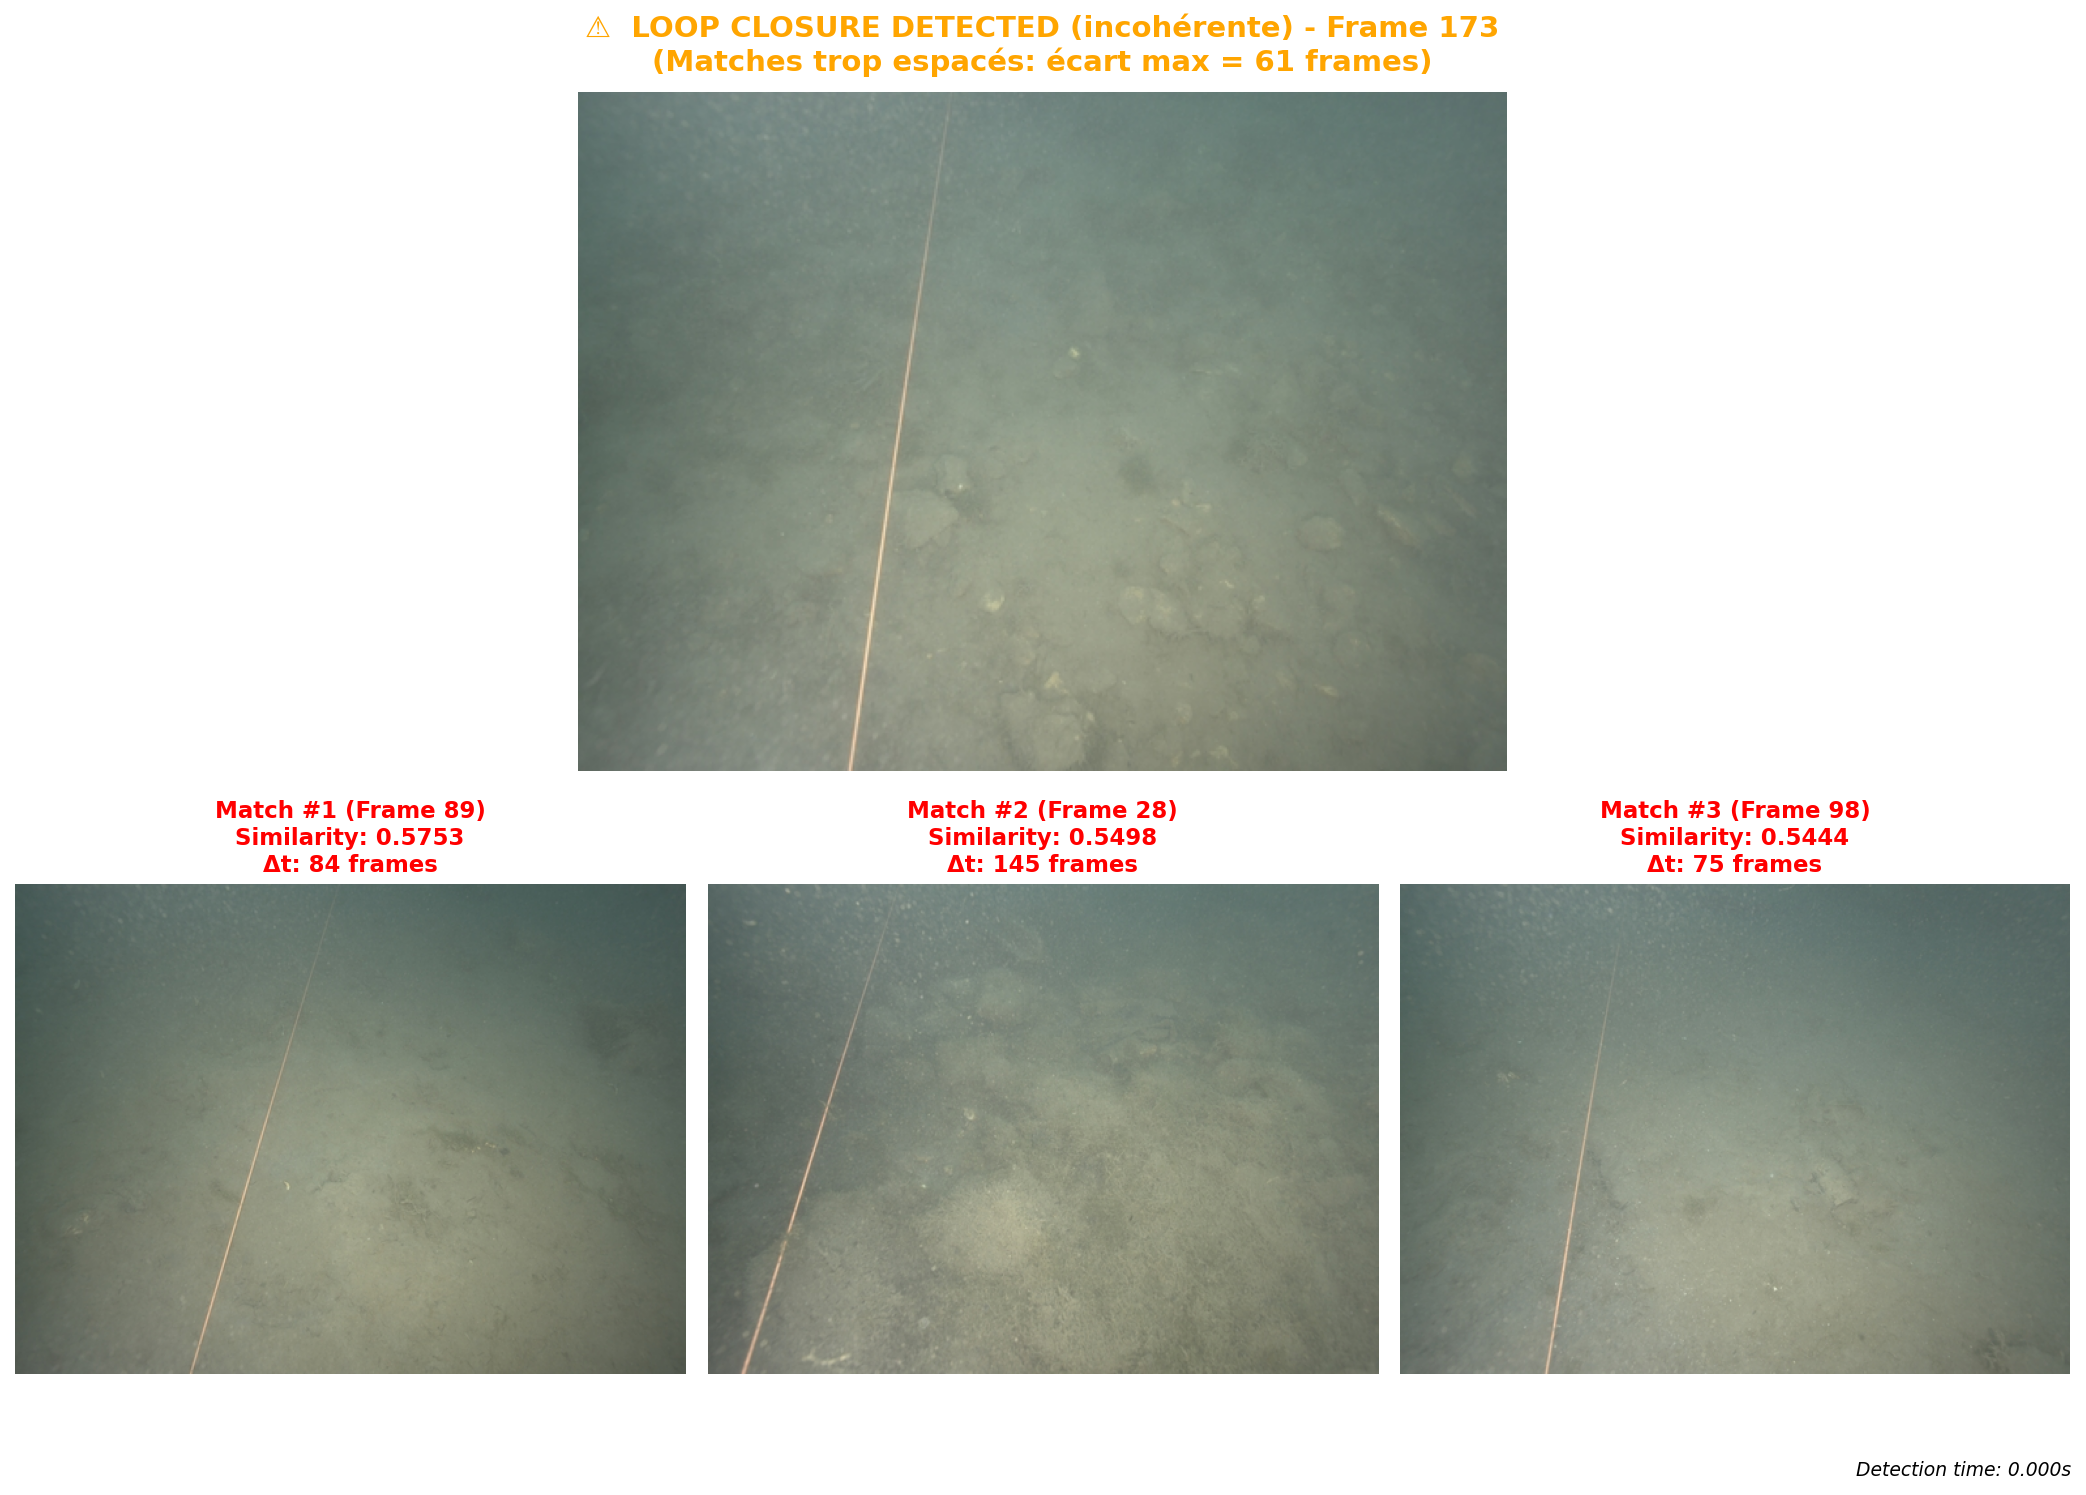 ⚠ LOOP CLOSURE DETECTED (incohérente) - Frame 173
(Matches trop espacés: écart max = 61 frames)
Match #1 (Frame 89)
Similarity: 0.5753
Δt: 84 frames
Match #2 (Frame 28)
Similarity: 0.5498
Δt: 145 frames
Match #3 (Frame 98)
Similarity: 0.5444
Δt: 75 frames
Detection time: 0.000s